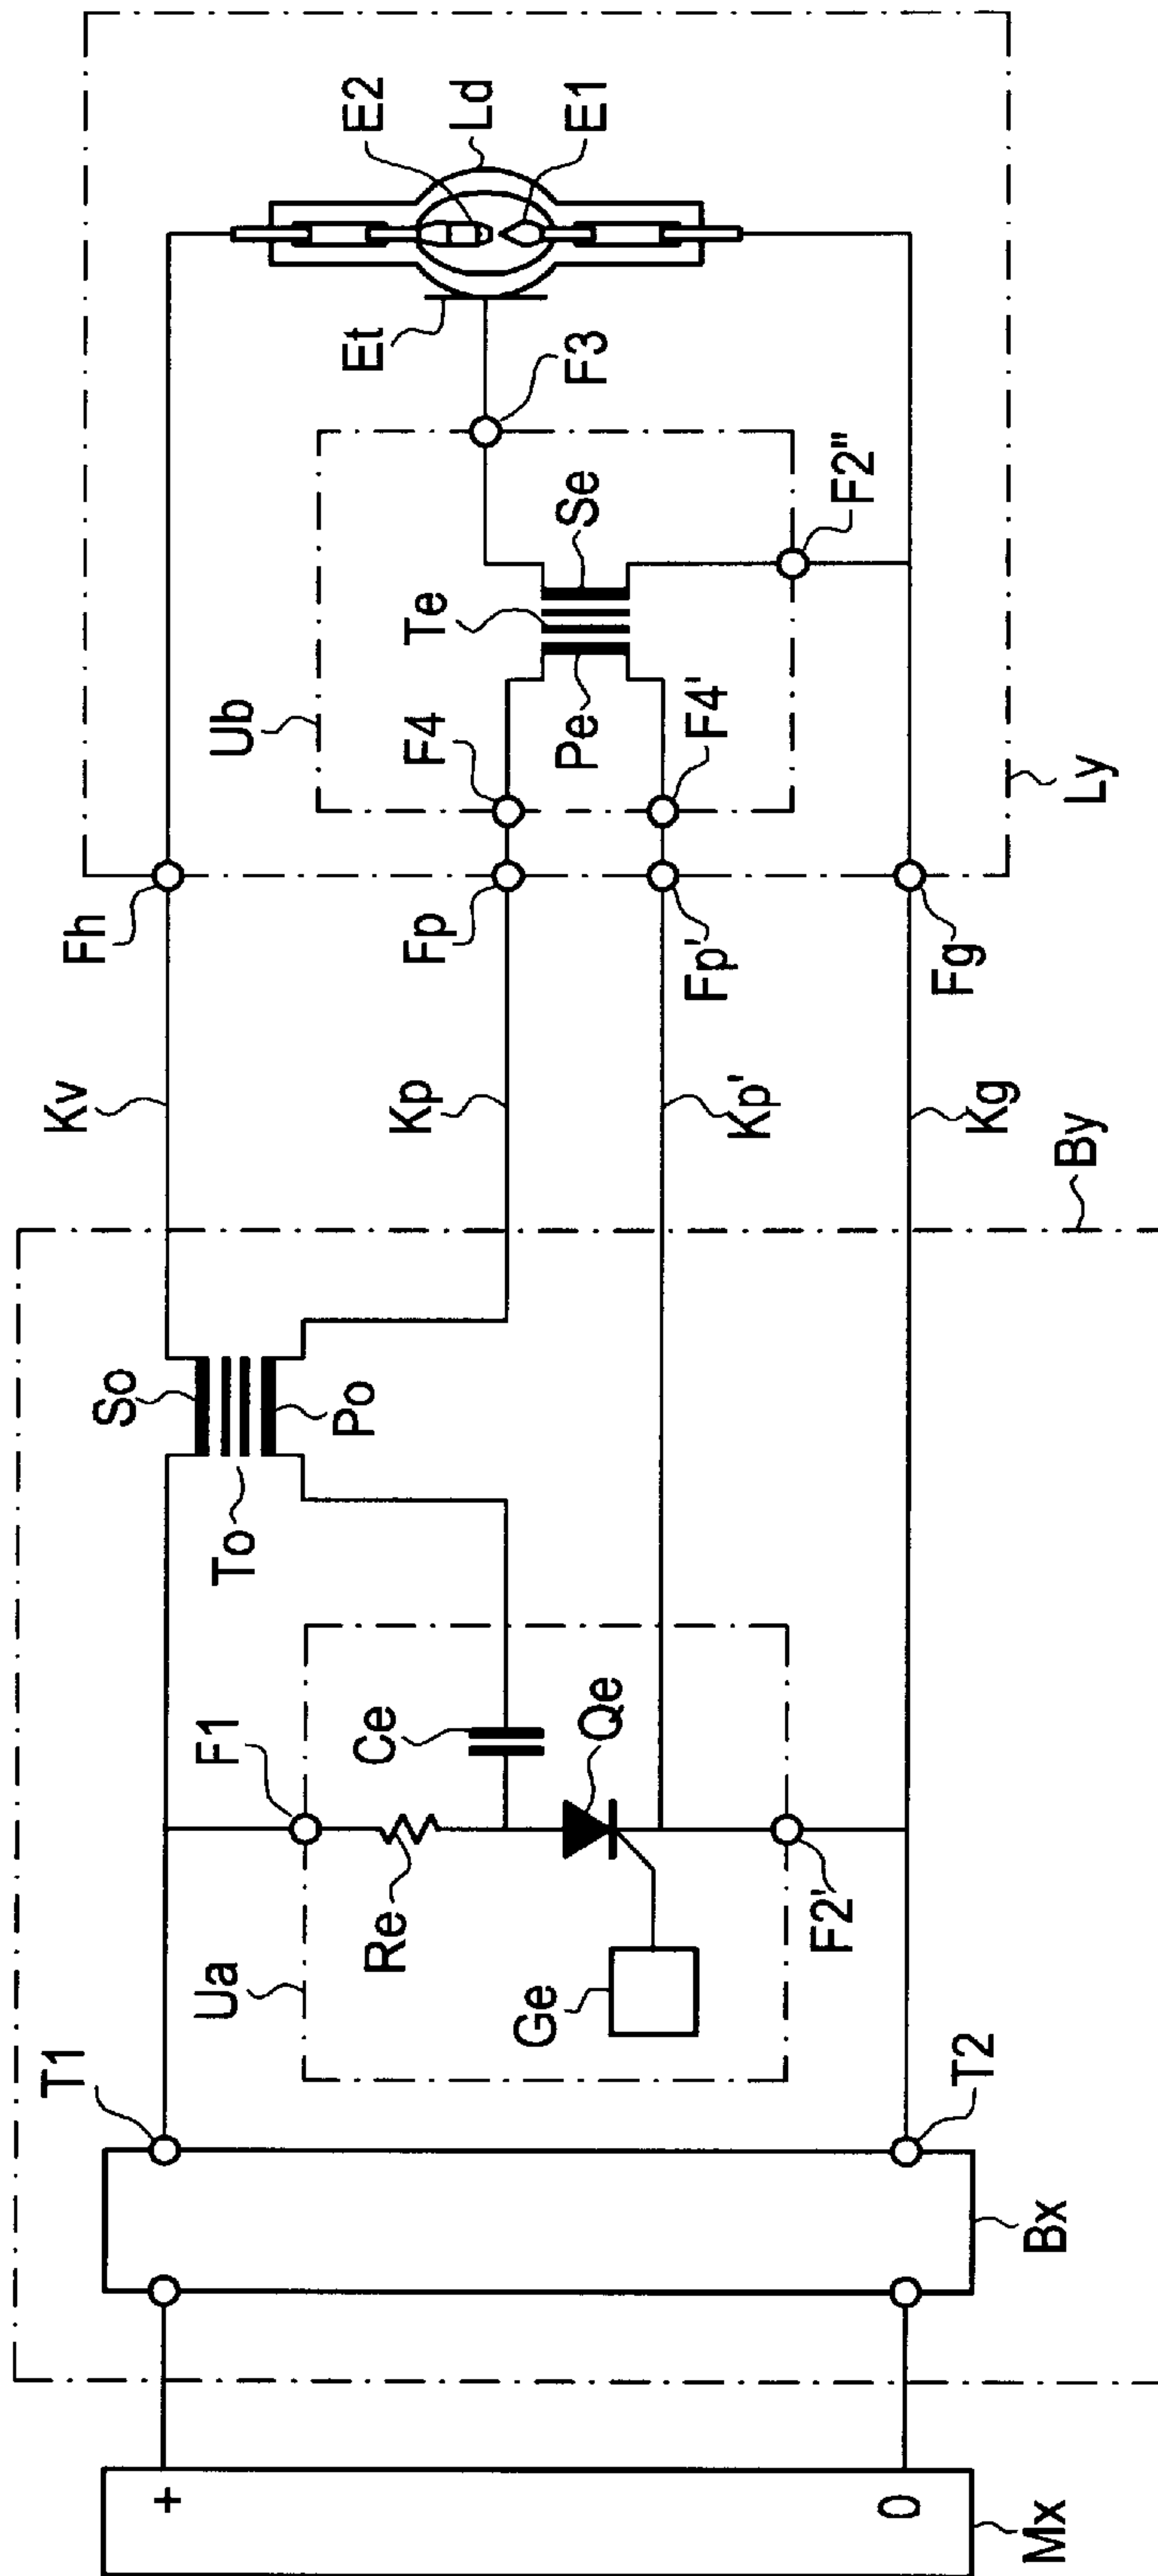 E2
Ld
E1
Et
F3
Se
Te
F2"
Ub
F4
Pe
F4'
Ly
Fh
Fp
Fp'
Fg
Kv
Kp
Kp'
Kg
By
So
Po
To
F1
Ce
Qe
Ua
Re
Ge
F2'
T1
T2
Bx
+
0
Mx